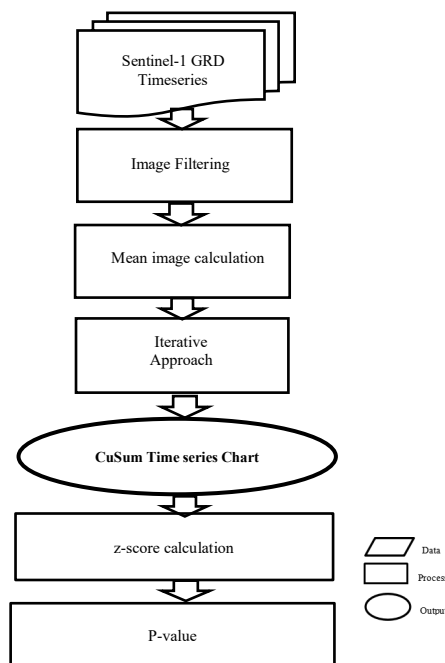 Sentinel-1 GRD
Timeseries
Image Filtering
Mean image calculation
Iterative
Approach
CuSum Time series Chart
z-score calculation
P-value
Data
Process
Output